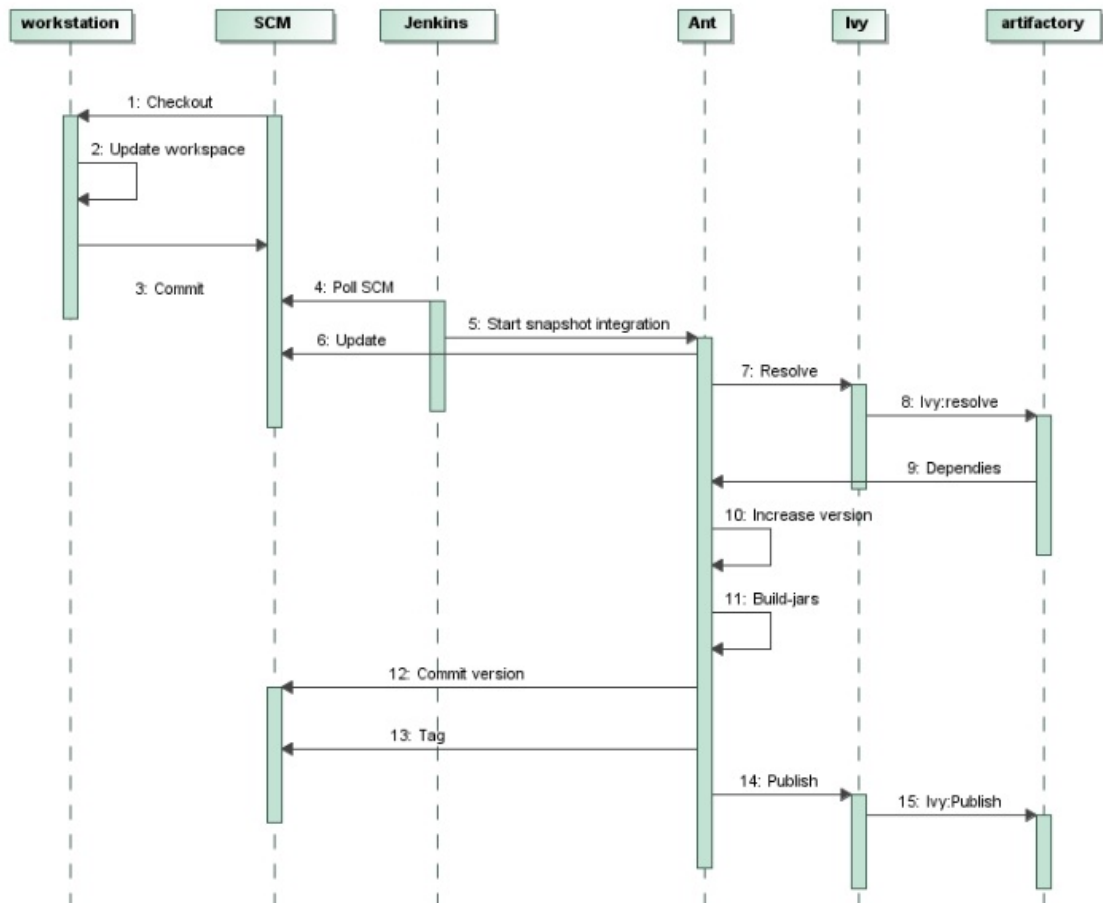 workstation
SCM
Jenkins
Ant
Ivy
artifactory
1: Checkout
2: Update workspace
3: Commit
4: Poll SCM
5: Start snapshot integration
6: Update
7: Resolve
8: Ivy:resolve
9: Dependies
10: Increase version
11: Build-jars
12: Commit version
13: Tag
14: Publish
15: Ivy:Publish